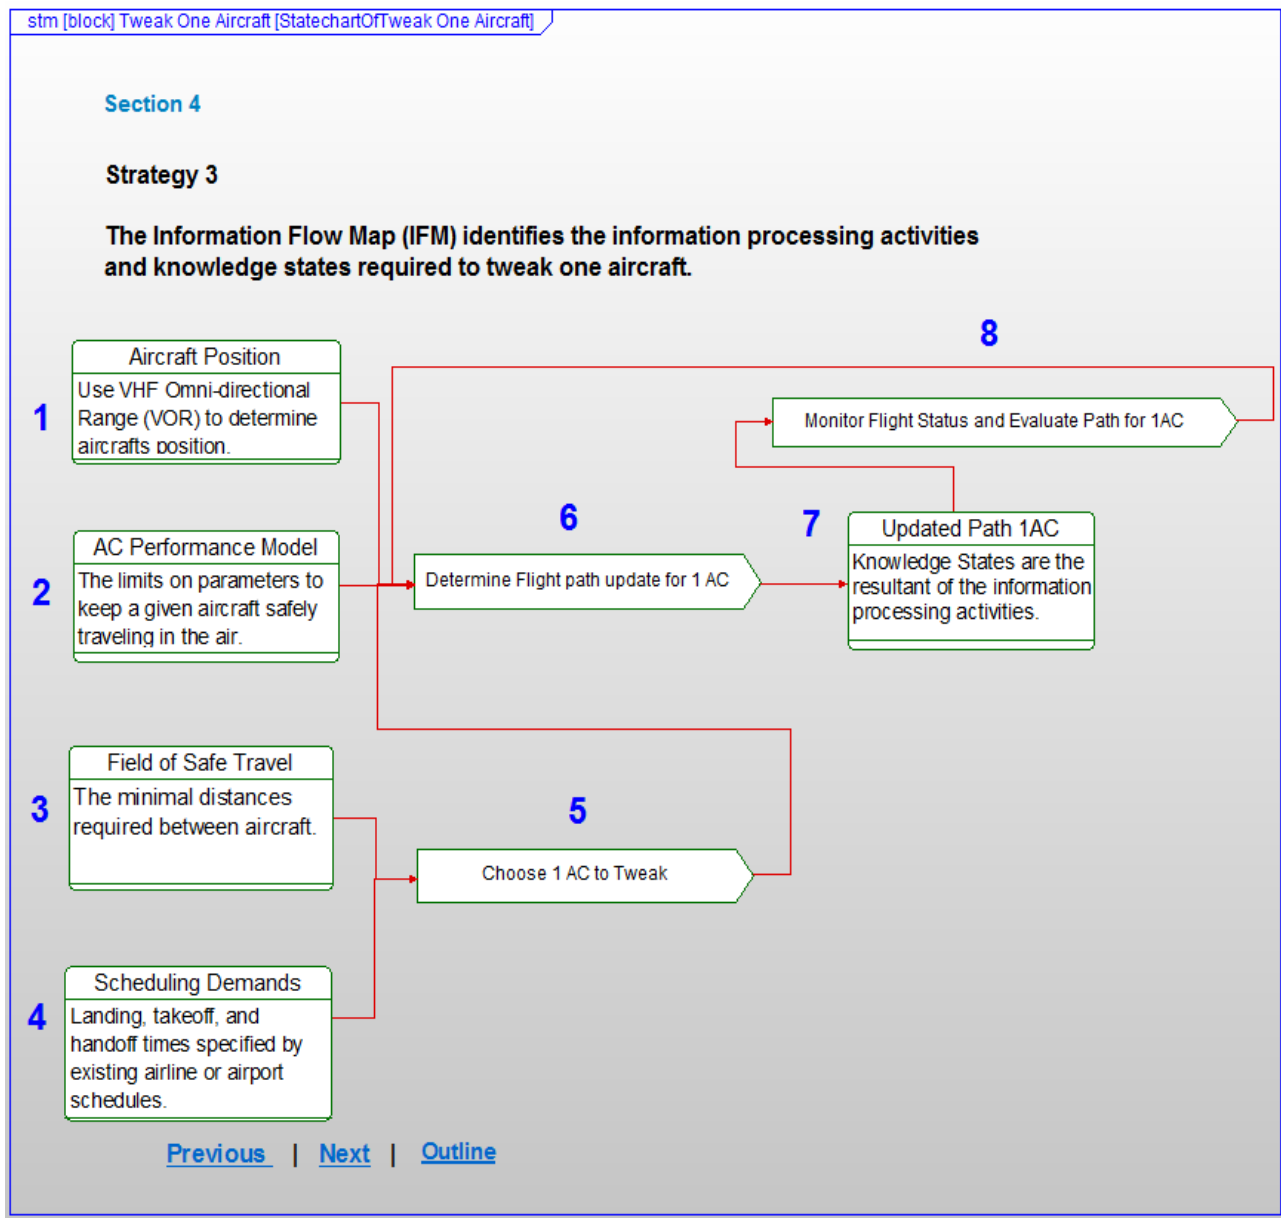 stm [block] Tweak One Aircraft [StatechartOfTweak One Aircraft]
Section 4
Strategy 3
The Information Flow Map (IFM) identifies the information processing activities
and knowledge states required to tweak one aircraft.
8
1
Aircraft Position
Use VHF Omni-directional
Range (VOR) to determine
aircrafts position.
Monitor Flight Status and Evaluate Path for 1AC
2
AC Performance Model
The limits on parameters to
keep a given aircraft safely
traveling in the air.
6
Determine Flight path update for 1 AC
7
Updated Path 1AC
Knowledge States are the
resultant of the information
processing activities.
3
Field of Safe Travel
The minimal distances
required between aircraft.
5
Choose 1 AC to Tweak
4
Scheduling Demands
Landing, takeoff, and
handoff times specified by
existing airline or airport
schedules.
Previous | Next | Outline